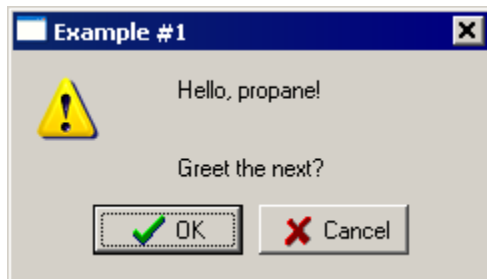 Example #1
Hello, propane!
Greet the next?
OK
Cancel